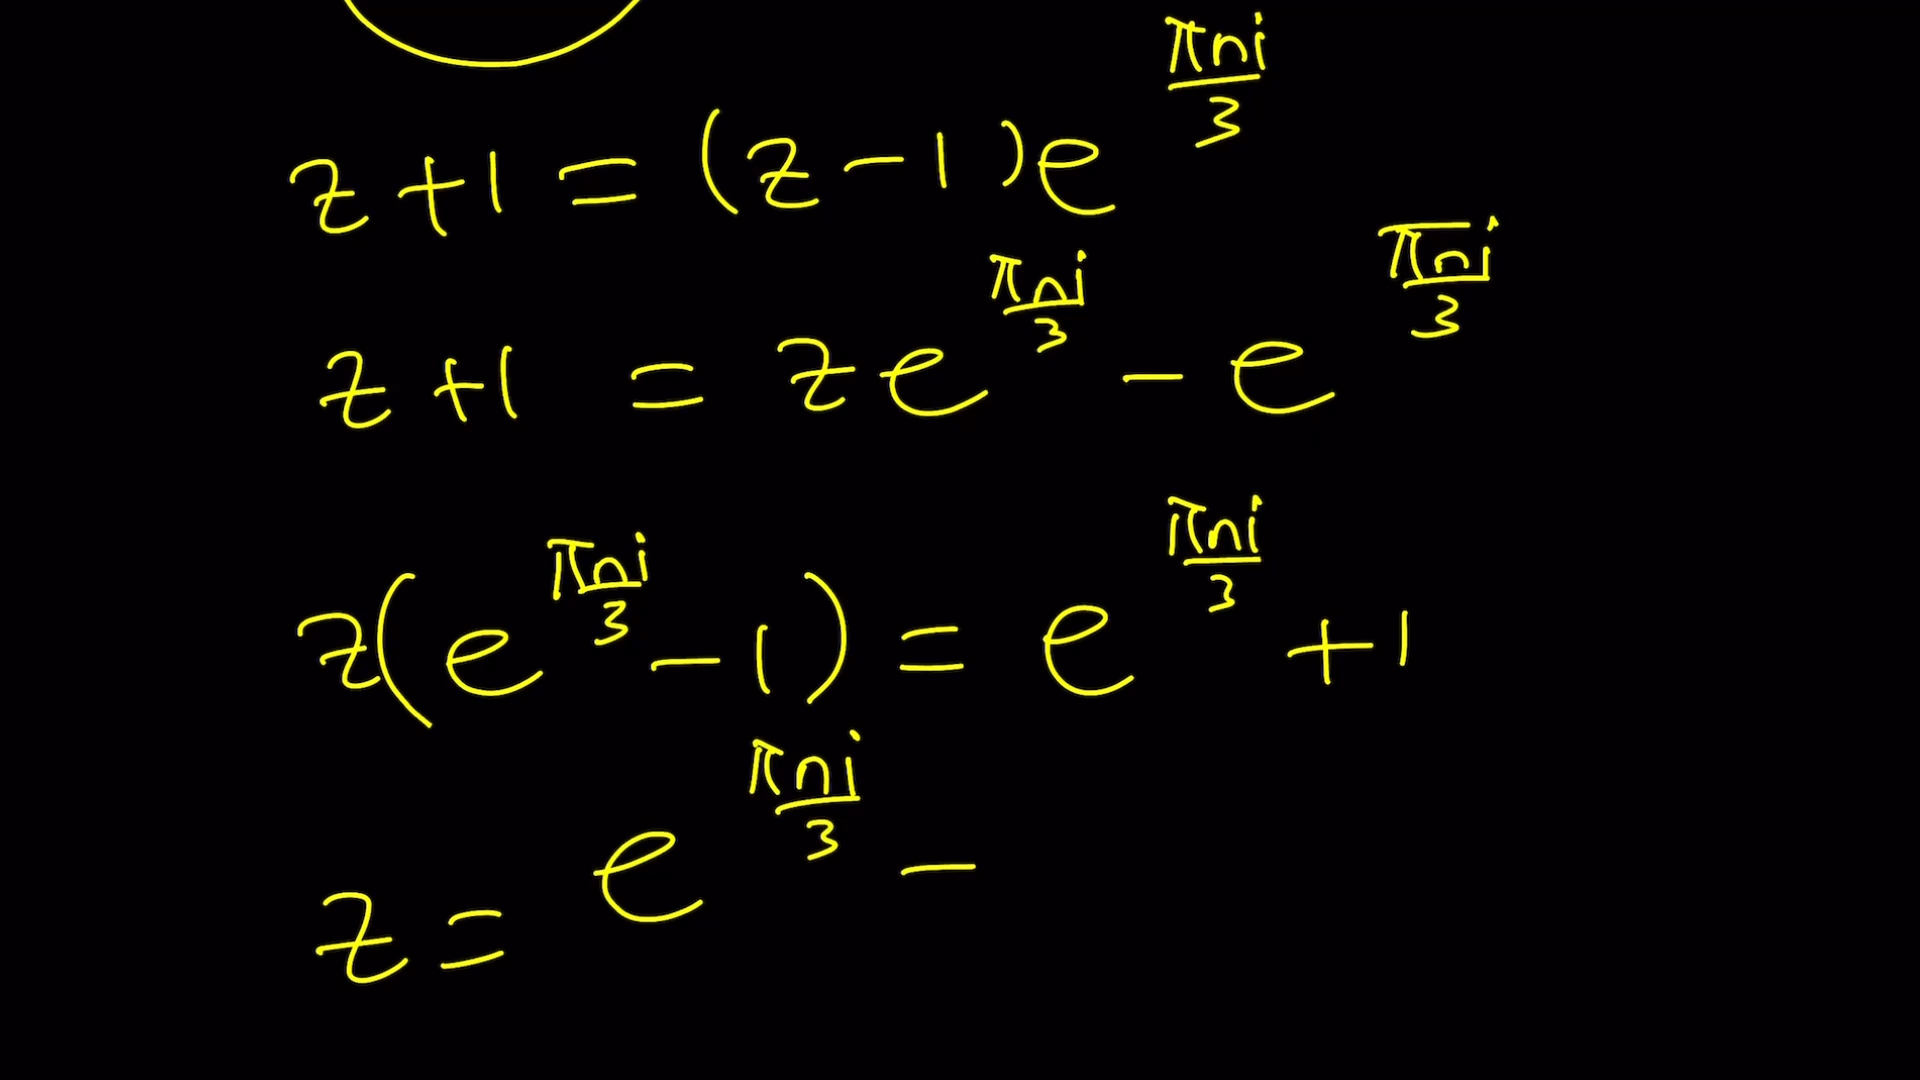 z+1 = (z-1)e^(πni/3)
z+1 = ze^(πni/3) - e^(πni/3)
z(e^(πni/3) - 1) = e^(πni/3) + 1
z = e^(πni/3) -